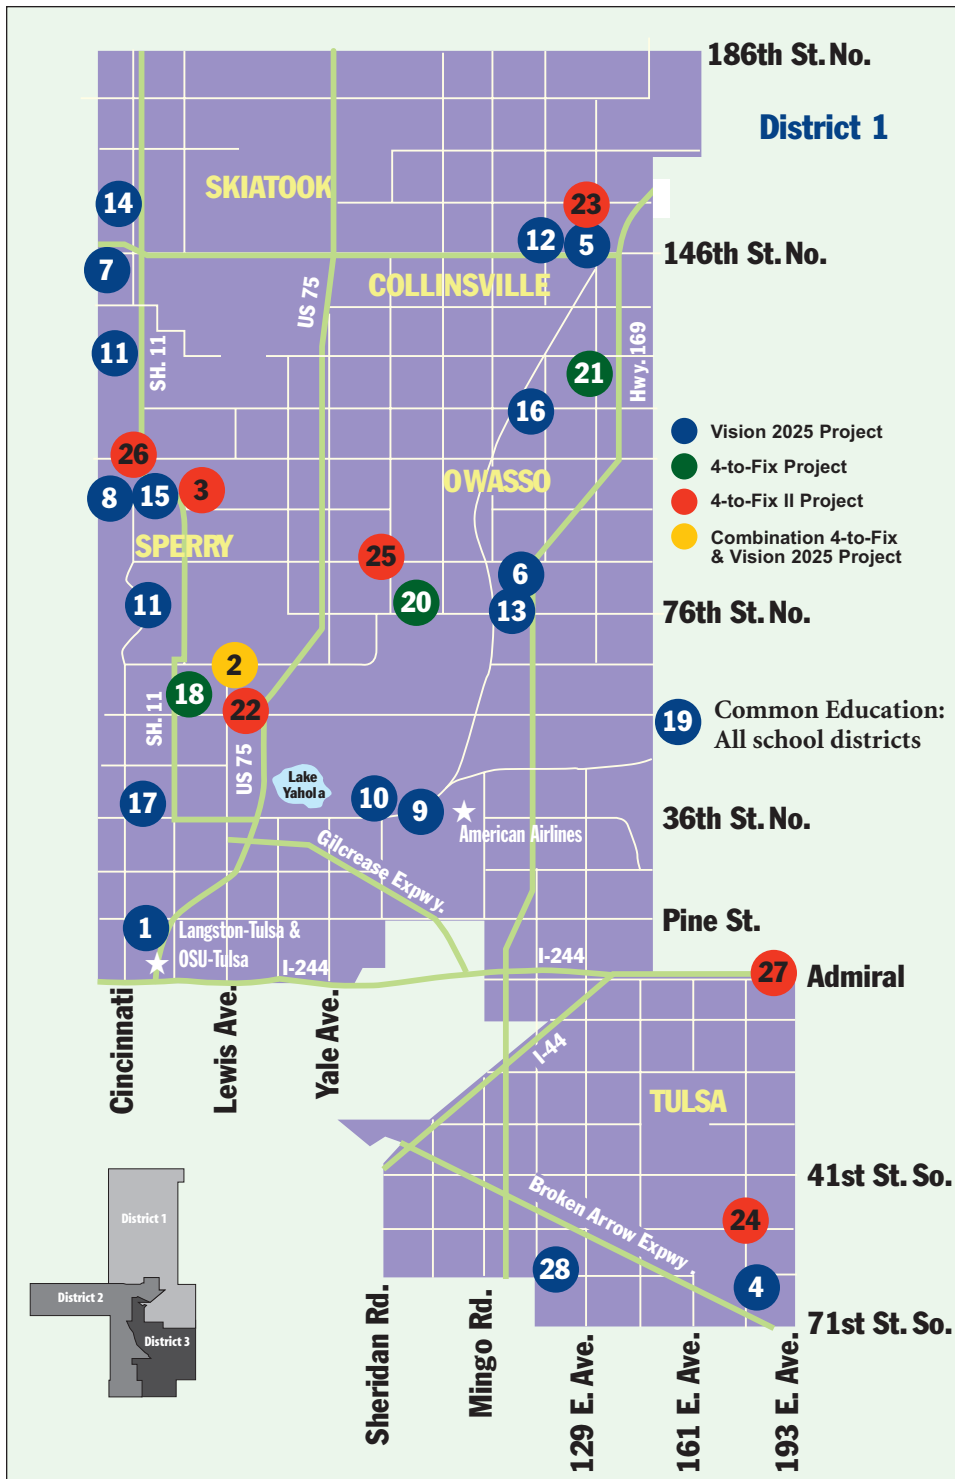 186th St. No.
District 1
SKIATOOK
14
23
12
5
146th St. No.
7
COLLINSVILLE
US 75
11
SH. 11
Hwy. 169
21
16
Vision 2025 Project
4-to-Fix Project
4-to-Fix II Project
Combination 4-to-Fix
& Vision 2025 Project
26
OWASSO
8
15
3
SPERRY
25
6
20
11
13
76th St. No.
2
18
22
SH. 11
19
Common Education:
All school districts
US 75
Lake
Yahola
10
9
17
American Airlines
36th St. No.
Gilcrease Expwy.
1
Langston-Tulsa &
OSU-Tulsa
Pine St.
I-244
I-244
27
Admiral
Cincinnati
Lewis Ave.
Yale Ave.
I-44
TULSA
41st St. So.
Broken Arrow Expwy.
24
28
4
71st St. So.
District 1
District 2
District 3
Sheridan Rd.
Mingo Rd.
129 E. Ave.
161 E. Ave.
193 E. Ave.